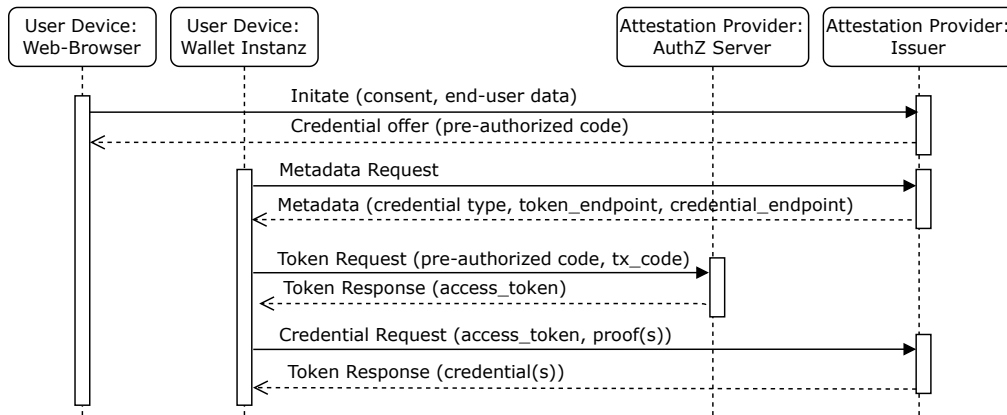 User Device:
Web-Browser
User Device:
Wallet Instanz
Attestation Provider:
AuthZ Server
Attestation Provider:
Issuer
Initate (consent, end-user data)
Credential offer (pre-authorized code)
Metadata Request
Metadata (credential type, token_endpoint, credential_endpoint)
Token Request (pre-authorized code, tx_code)
Token Response (access_token)
Credential Request (access_token, proof(s))
Token Response (credential(s))